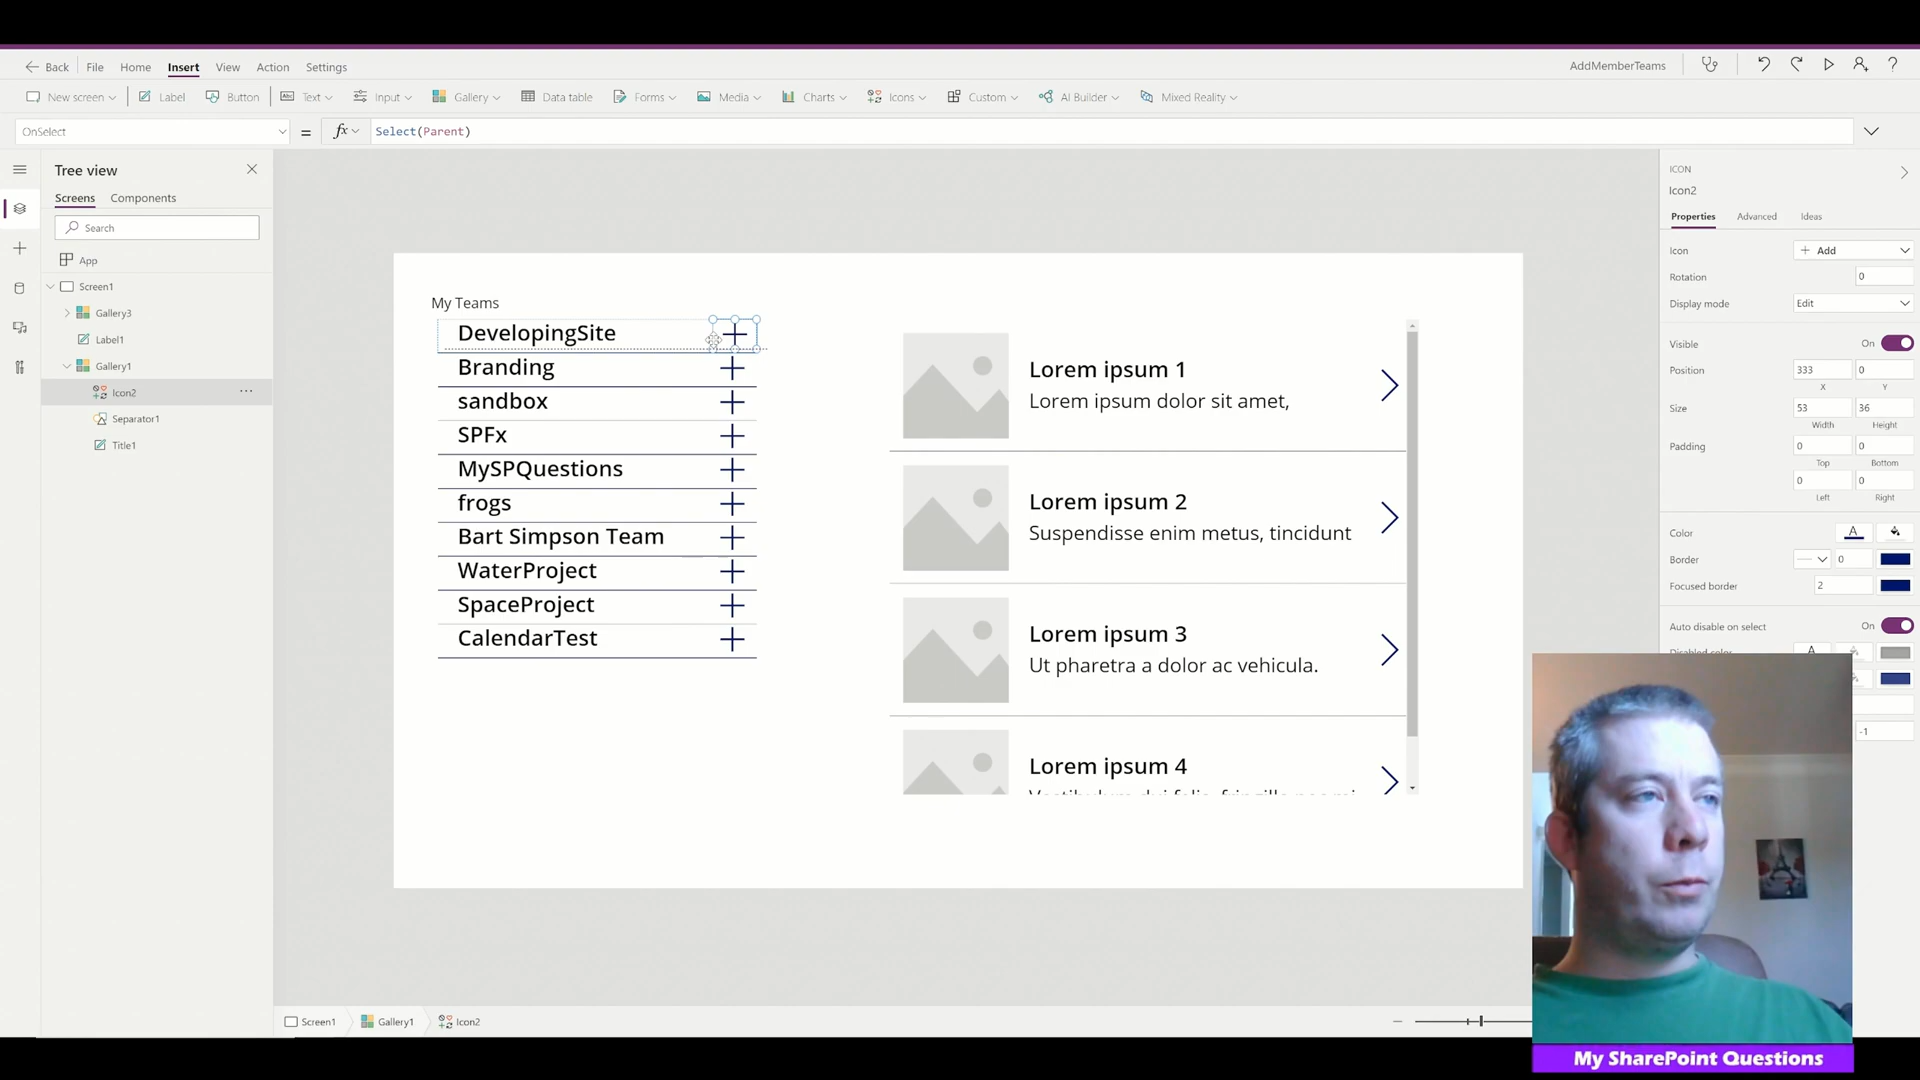 Back File Home Insert View Action Settings AddMemberTeams
New screen Label Button Text Input Gallery Data table Forms Media Charts Icons Custom AI Builder Mixed Reality
OnSelect = fx Select(Parent)
Tree view
Screens Components
Search
App
Screen1
Gallery3
Label1
Gallery1
Icon2 ...
Separator1
Title1
My Teams
DevelopingSite
Branding
sandbox
SPFx
MySPQuestions
frogs
Bart Simpson Team
WaterProject
SpaceProject
CalendarTest
Lorem ipsum 1
Lorem ipsum dolor sit amet,
Lorem ipsum 2
Suspendisse enim metus, tincidunt
Lorem ipsum 3
Ut pharetra a dolor ac vehicula.
Lorem ipsum 4
ICON
Icon2
Properties Advanced Ideas
Icon Add
Rotation 0
Display mode Edit
Visible On
Position 333 0
X Y
Size 53 36
Width Height
Padding 0 0
Top Bottom
0 0
Left Right
Color A
Border 0
Focused border 2
Auto disable on select On
-1
Screen1 Gallery1 Icon2
My SharePoint Questions